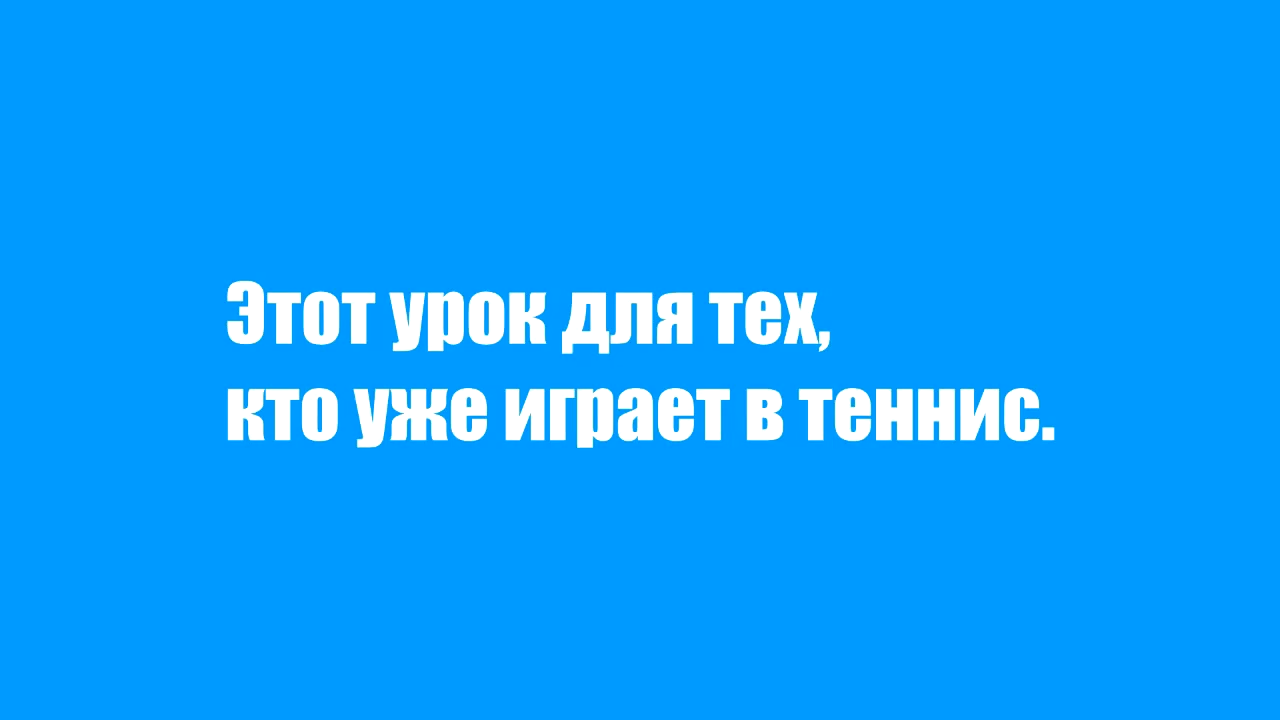 Этот урок для тех,
кто уже играет в теннис.